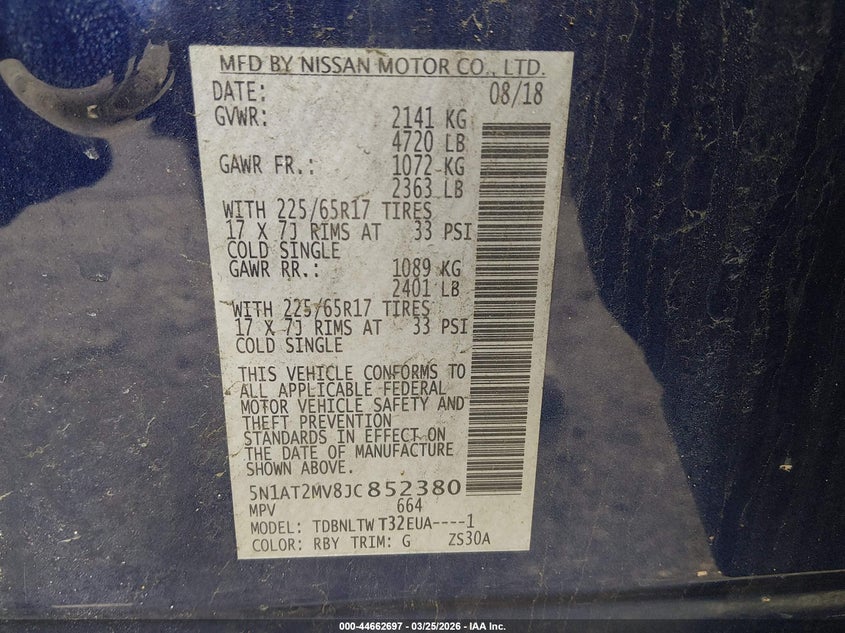 MFD BY NISSAN MOTOR CO., LTD.
DATE: 08/18
GVWR: 2141 KG
4720 LB
GAWR FR.: 1072 KG
2363 LB
WITH 225/65R17 TIRES
17 X 7J RIMS AT 33 PSI
COLD SINGLE
GAWR RR.: 1089 KG
2401 LB
WITH 225/65R17 TIRES
17 X 7J RIMS AT 33 PSI
COLD SINGLE
THIS VEHICLE CONFORMS TO
ALL APPLICABLE FEDERAL
MOTOR VEHICLE SAFETY AND
THEFT PREVENTION
STANDARDS IN EFFECT ON
THE DATE OF MANUFACTURE
SHOWN ABOVE.
5N1AT2MV8JC852380
MPV 664
MODEL: TDBNLTW T32EUA----1
COLOR: RBY TRIM: G ZS30A
000-44662697 - 03/25/2026 - IAA Inc.